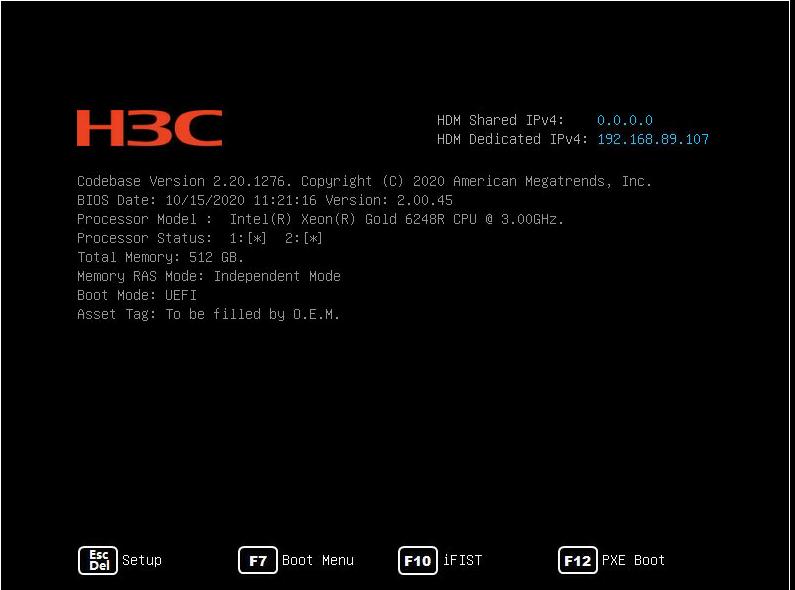 H3C
HDM Shared IPv4: 0.0.0.0
HDM Dedicated IPv4: 192.168.89.107
Codebase Version 2.20.1276. Copyright (C) 2020 American Megatrends, Inc.
BIOS Date: 10/15/2020 11:21:16 Version: 2.00.45
Processor Model : Intel(R) Xeon(R) Gold 6248R CPU @ 3.00GHz.
Processor Status: 1:[*] 2:[*]
Total Memory: 512 GB.
Memory RAS Mode: Independent Mode
Boot Mode: UEFI
Asset Tag: To be filled by O.E.M.
Esc Del Setup F7 Boot Menu F10 iFIST F12 PXE Boot